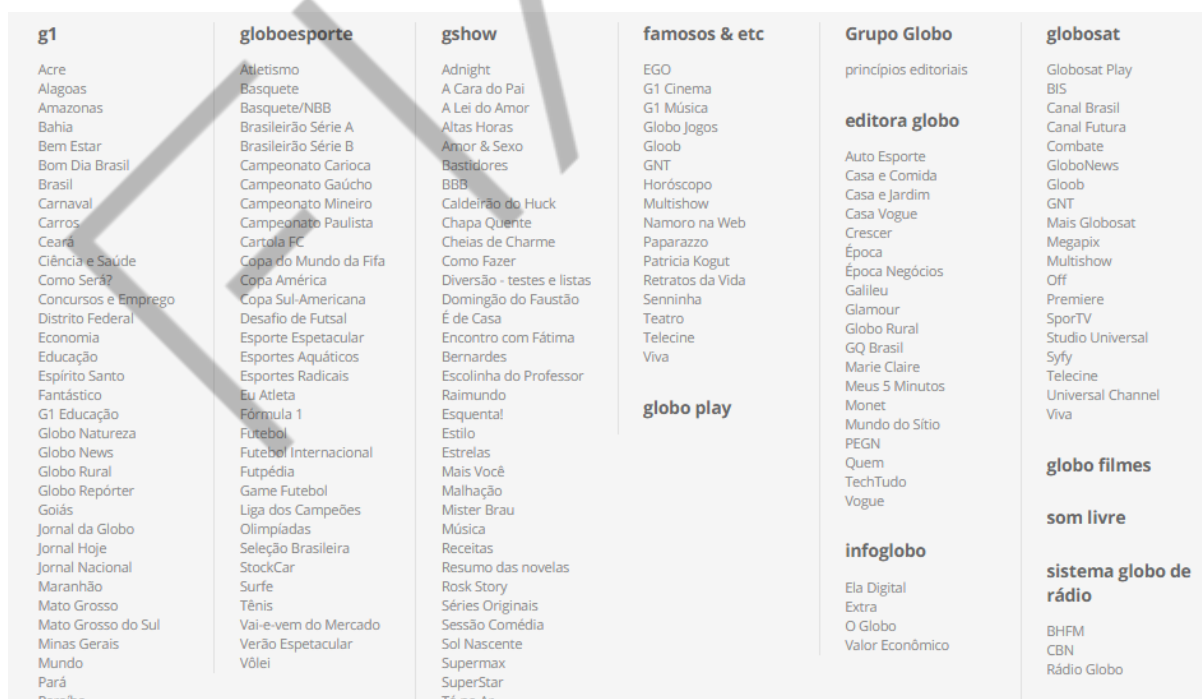 g1
Acre
Alagoas
Amazonas
Bahia
Bem Estar
Bom Dia Brasil
Brasil
Carnaval
Carros
Ceará
Ciência e Saúde
Como Será?
Concursos e Emprego
Distrito Federal
Economia
Educação
Espírito Santo
Fantástico
G1 Educação
Globo Natureza
Globo News
Globo Rural
Globo Repórter
Goiás
Jornal da Globo
Jornal Hoje
Jornal Nacional
Maranhão
Mato Grosso
Mato Grosso do Sul
Minas Gerais
Mundo
Pará
globoesporte
Atletismo
Basquete
Basquete/NBB
Brasileirão Série A
Brasileirão Série B
Campeonato Carioca
Campeonato Gaúcho
Campeonato Mineiro
Campeonato Paulista
Cartola FC
Copa do Mundo da Fifa
Copa América
Copa Sul-Americana
Desafio de Futsal
Esporte Espetacular
Esportes Aquáticos
Esportes Radicais
Eu Atleta
Fórmula 1
Futebol
Futebol Internacional
Futpédia
Game Futebol
Liga dos Campeões
Olimpíadas
Seleção Brasileira
StockCar
Surfe
Tênis
Vai-e-vem do Mercado
Verão Espetacular
Vôlei
gshow
Adnight
A Cara do Pai
A Lei do Amor
Altas Horas
Amor & Sexo
Bastidores
BBB
Caldeirão do Huck
Chapa Quente
Cheias de Charme
Como Fazer
Diversão - testes e listas
Domingão do Faustão
É de Casa
Encontro com Fátima
Bernardes
Escolinha do Professor
Raimundo
Esquenta!
Estilo
Estrelas
Mais Você
Malhação
Mister Brau
Música
Receitas
Resumo das novelas
Rosk Story
Séries Originais
Sessão Comédia
Sol Nascente
Supermax
SuperStar
famosos & etc
EGO
G1 Cinema
G1 Música
Globo Jogos
Gloob
GNT
Horóscopo
Multishow
Namoro na Web
Paparazzo
Patricia Kogut
Retratos da Vida
Senninha
Teatro
Telecine
Viva
globo play
Grupo Globo
princípios editoriais
editora globo
Auto Esporte
Casa e Comida
Casa e Jardim
Casa Vogue
Crescer
Época
Época Negócios
Galileu
Glamour
Globo Rural
GQ Brasil
Marie Claire
Meus 5 Minutos
Monet
Mundo do Sítio
PEGN
Quem
TechTudo
Vogue
infoglobo
Ela Digital
Extra
O Globo
Valor Econômico
globosat
Globosat Play
BIS
Canal Brasil
Canal Futura
Combate
GloboNews
Gloob
GNT
Mais Globosat
Megapix
Multishow
Off
Premiere
SporTV
Studio Universal
Syfy
Telecine
Universal Channel
Viva
globo filmes
som livre
sistema globo de
rádio
BHFM
CBN
Rádio Globo